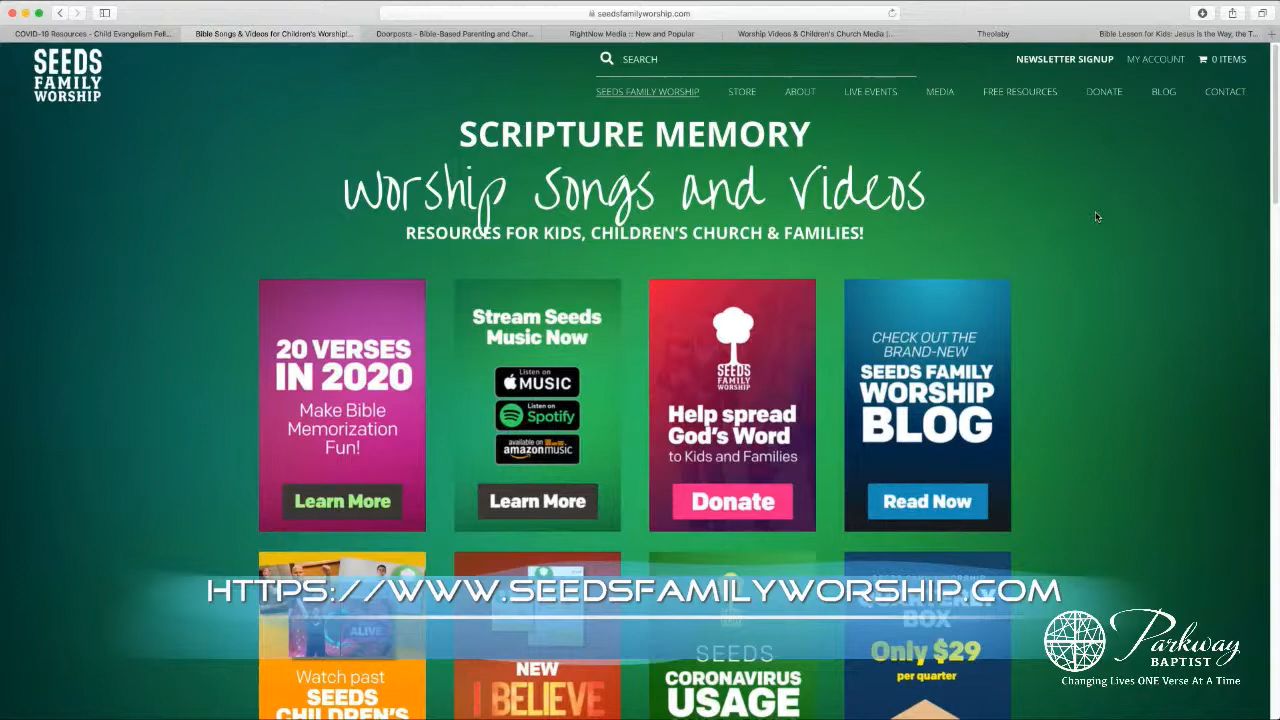 seedsfamilyworship.com
COVID-19 Resources - Child Evangelism Fell...
Bible Songs & Videos for Children's Worship!...
Doorposts - Bible-Based Parenting and Char...
RightNow Media :: New and Popular
Worship Videos & Children's Church Media |...
Theolaby
Bible Lesson for Kids: Jesus is the Way, the T...
SEEDS
FAMILY
WORSHIP
SEARCH
NEWSLETTER SIGNUP
MY ACCOUNT
0 ITEMS
SEEDS FAMILY WORSHIP
STORE
ABOUT
LIVE EVENTS
MEDIA
FREE RESOURCES
DONATE
BLOG
CONTACT
SCRIPTURE MEMORY
Worship Songs and Videos
RESOURCES FOR KIDS, CHILDREN'S CHURCH & FAMILIES!
20 VERSES
IN 2020
Make Bible
Memorization
Fun!
Learn More
Stream Seeds
Music Now
Listen on
MUSIC
Listen on
Spotify
available on
amazon music
Learn More
SEEDS
FAMILY
WORSHIP
Help spread
God's Word
to Kids and Families
Donate
CHECK OUT THE
BRAND-NEW
SEEDS FAMILY
WORSHIP
BLOG
Read Now
HTTPS://WWW.SEEDSFAMILYWORSHIP.COM
ALIVE
Watch past
SEEDS
CHILDREN'S
NEW
I BELIEVE
SEEDS
CORONAVIRUS
USAGE
QUARTERLY
BOX
Only $29
per quarter
Parkway
BAPTIST
Changing Lives ONE Verse At A Time